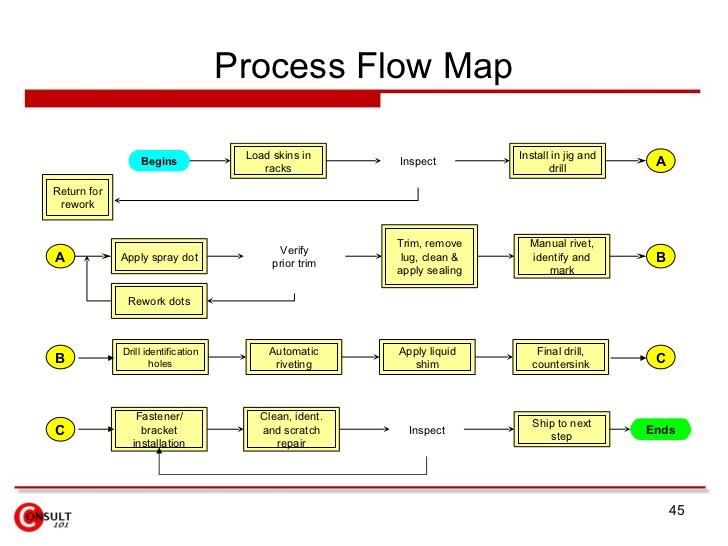 Process Flow Map
Begins
Load skins in
racks
Inspect
Install in jig and
drill
A
Return for
rework
A
Apply spray dot
Verify
prior trim
Trim, remove
lug, clean &
apply sealing
Manual rivet,
identify and
mark
B
Rework dots
B
Drill identification
holes
Automatic
riveting
Apply liquid
shim
Final drill,
countersink
C
C
Fastener/
bracket
installation
Clean, ident.
and scratch
repair
Inspect
Ship to next
step
Ends
CONSULT
101
45